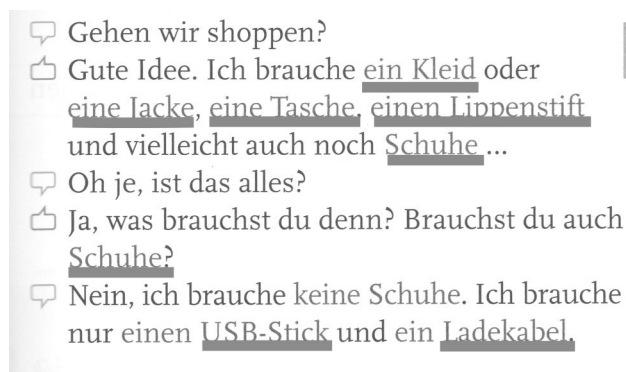 Gehen wir shoppen?
Gute Idee. Ich brauche ein Kleid oder
eine Jacke, eine Tasche, einen Lippenstift
und vielleicht auch noch Schuhe ...
Oh je, ist das alles?
Ja, was brauchst du denn? Brauchst du auch
Schuhe?
Nein, ich brauche keine Schuhe. Ich brauche
nur einen USB-Stick und ein Ladekabel.